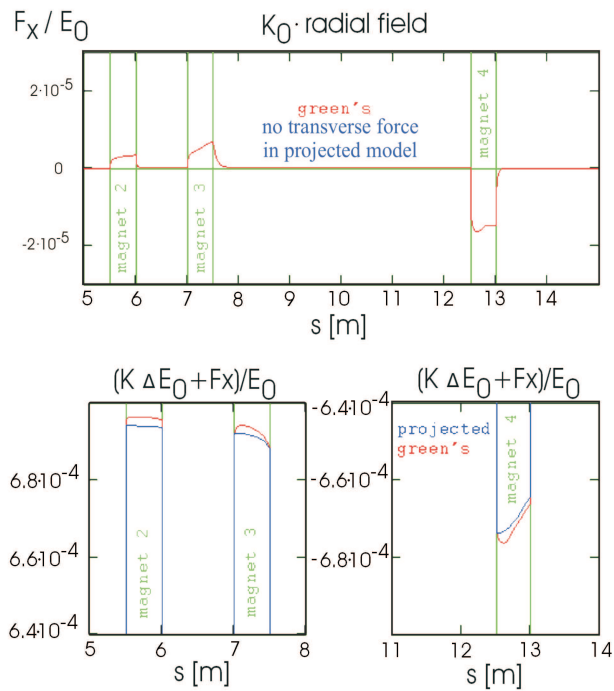 F_X / E_0
K_0 · radial field
2·10^-5
0
-2·10^-5
green's
no transverse force
in projected model
magnet 2
magnet 3
magnet 4
5 6 7 8 9 10 11 12 13 14
s [m]
(K ΔE_0+Fx)/E_0
6.8·10^-4
6.6·10^-4
6.4·10^-4
magnet 2
magnet 3
5 6 7 8
s [m]
(K ΔE_0+Fx)/E_0
-6.4·10^-4
-6.6·10^-4
-6.8·10^-4
projected
green's
magnet 4
11 12 13 14
s [m]